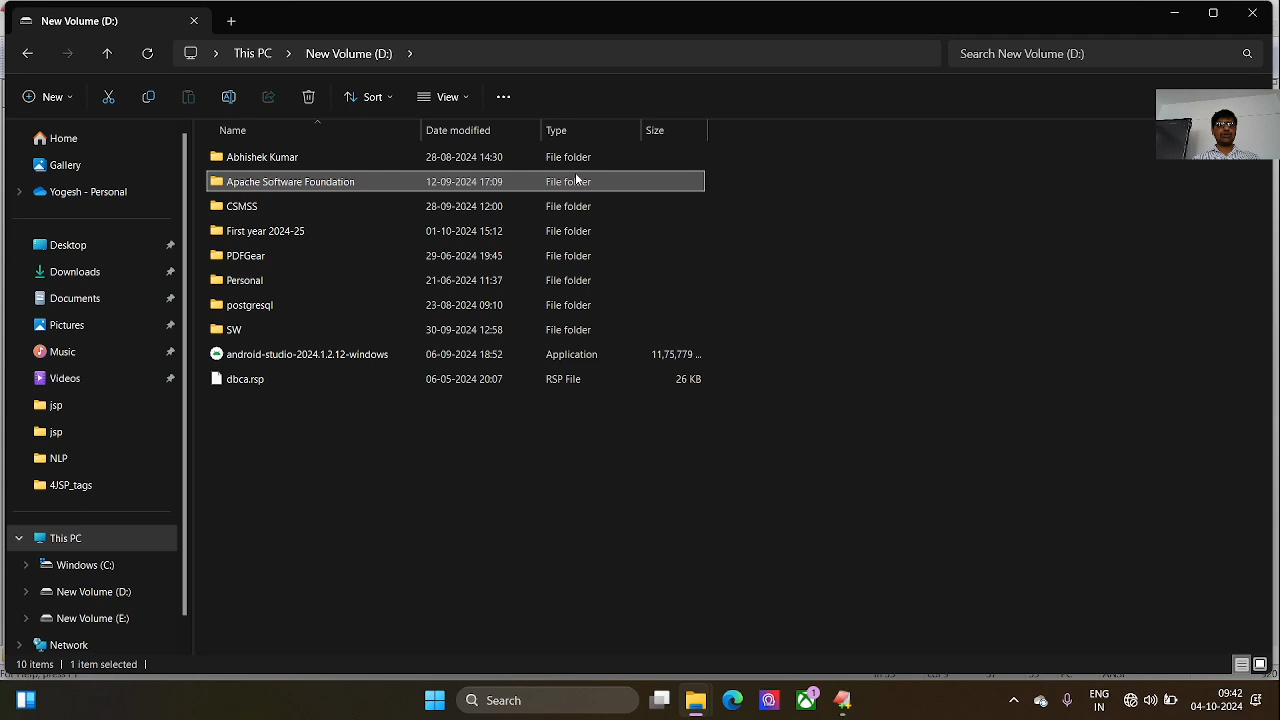 New Volume (D:)
This PC > New Volume (D:) >
Search New Volume (D:)
New
Sort
View
Home
Gallery
Yogesh - Personal
Desktop
Downloads
Documents
Pictures
Music
Videos
jsp
jsp
NLP
4JSP_tags
This PC
Windows (C:)
New Volume (D:)
New Volume (E:)
Network
Name Date modified Type Size
Abhishek Kumar 28-08-2024 14:30 File folder
Apache Software Foundation 12-09-2024 17:09 File folder
CSMSS 28-09-2024 12:00 File folder
First year 2024-25 01-10-2024 15:12 File folder
PDFGear 29-06-2024 19:45 File folder
Personal 21-06-2024 11:37 File folder
postgresql 23-08-2024 09:10 File folder
SW 30-09-2024 12:58 File folder
android-studio-2024.1.2.12-windows 06-09-2024 18:52 Application 11,75,779 ...
dbca.rsp 06-05-2024 20:07 RSP File 26 KB
10 items 1 item selected
Search
1
ENG
IN
09:42
04-10-2024